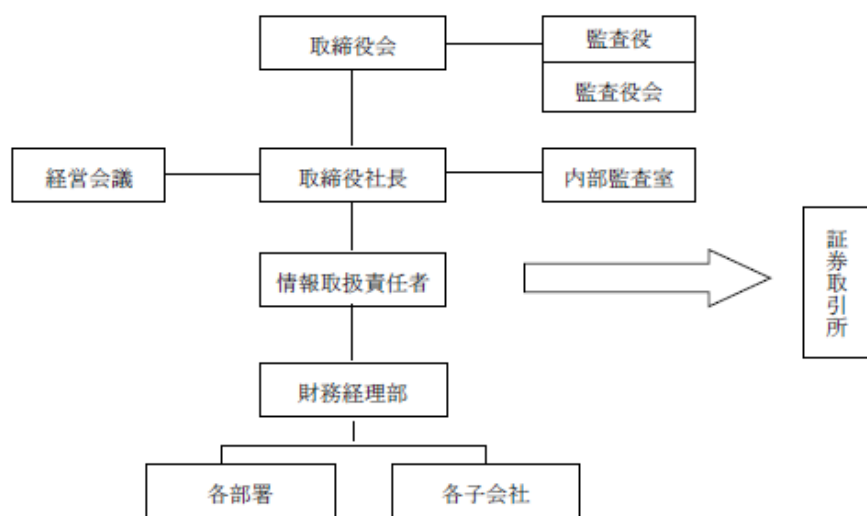 取締役会
監査役
監査役会
経営会議
取締役社長
内部監査室
証券取引所
情報取扱責任者
財務経理部
各部署
各子会社